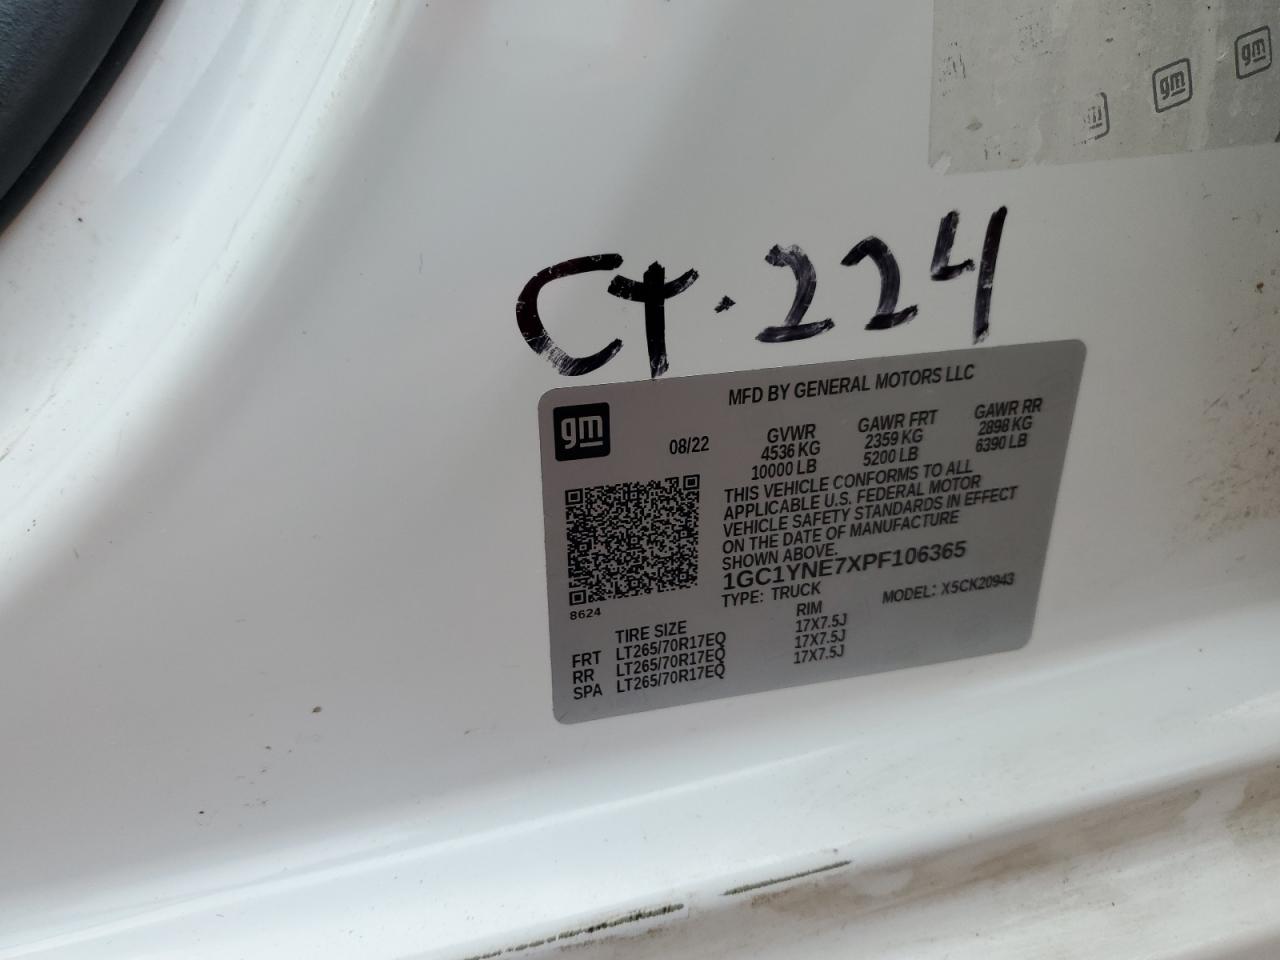 gm
gm
gm
Ct. 224
MFD BY GENERAL MOTORS LLC
gm
08/22
GVWR GAWR FRT GAWR RR
4536 KG 2359 KG 2898 KG
10000 LB 5200 LB 6390 LB
THIS VEHICLE CONFORMS TO ALL
APPLICABLE U.S. FEDERAL MOTOR
VEHICLE SAFETY STANDARDS IN EFFECT
ON THE DATE OF MANUFACTURE
SHOWN ABOVE.
1GC1YNE7XPF106365
TYPE: TRUCK MODEL: X5CK20943
8624
TIRE SIZE RIM
FRT LT265/70R17EQ 17X7.5J
RR LT265/70R17EQ 17X7.5J
SPA LT265/70R17EQ 17X7.5J